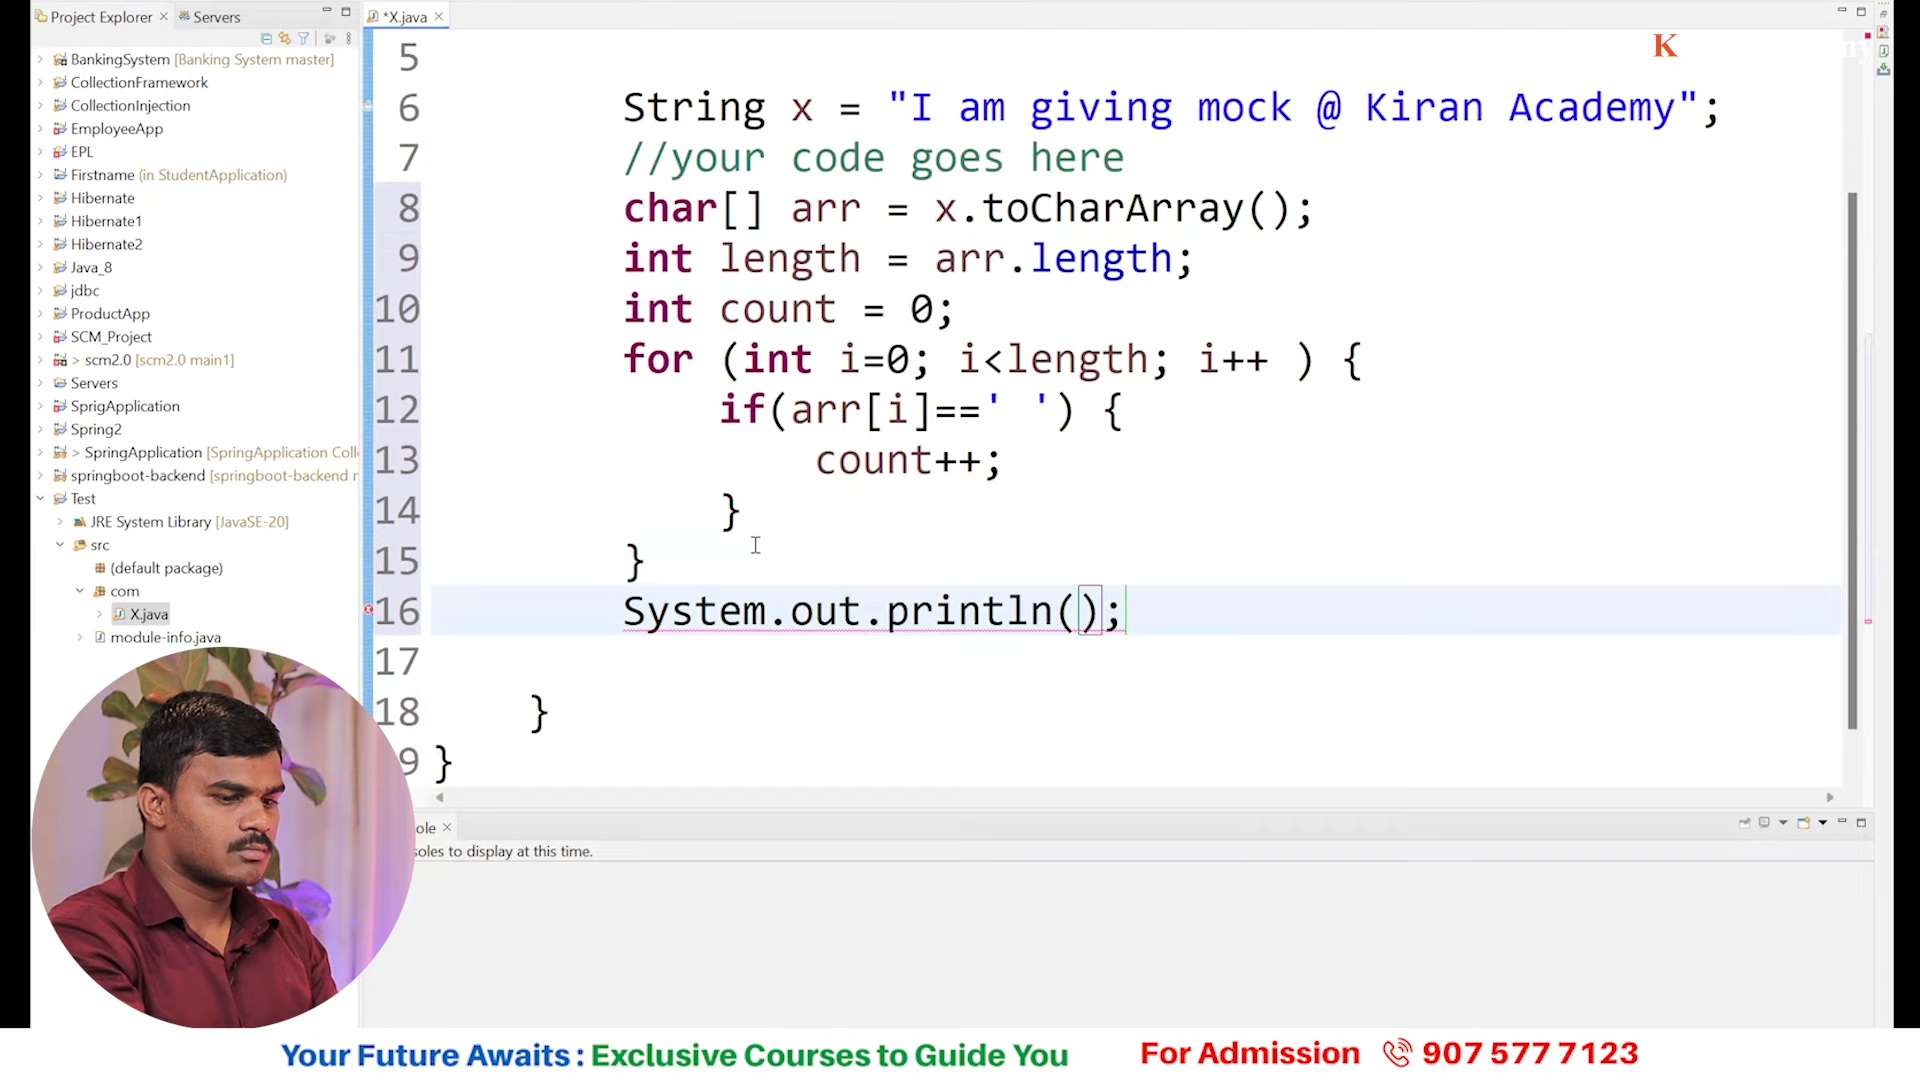 Project Explorer
Servers
*X.java
K
my
BankingSystem [Banking System master]
CollectionFramework
CollectionInjection
EmployeeApp
EPL
Firstname (in StudentApplication)
Hibernate
Hibernate1
Hibernate2
Java_8
jdbc
ProductApp
SCM_Project
> scm2.0 [scm2.0 main1]
Servers
SprigApplication
Spring2
> SpringApplication [SpringApplication Coll
springboot-backend [springboot-backend
Test
JRE System Library [JavaSE-20]
src
(default package)
com
X.java
module-info.java
5
6 String x = "I am giving mock @ Kiran Academy";
7 //your code goes here
8 char[] arr = x.toCharArray();
9 int length = arr.length;
10 int count = 0;
11 for (int i=0; i<length; i++ ) {
12 if(arr[i]==' ') {
13 count++;
14 }
15 }
16 System.out.println();
17
18 }
9 }
ole
soles to display at this time.
Your Future Awaits : Exclusive Courses to Guide You
For Admission 907 577 7123